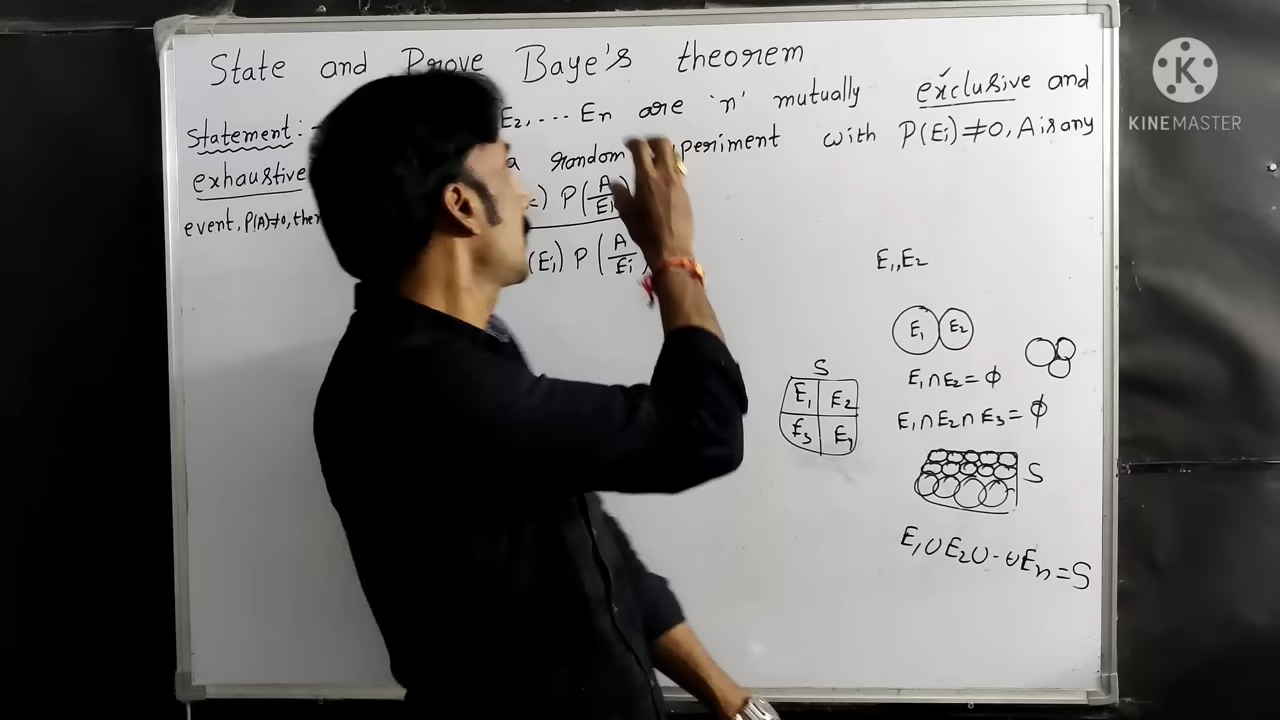 State and Prove Baye's theorem
Statement:- E₂, ... Eₙ are 'n' mutually exclusive and
exhaustive a random periment with P(Eᵢ)≠0, A is any
event, P(A)≠0, then
) P(A/Eᵢ)
(Eᵢ) P(A/Eᵢ)
E₁, E₂
E₁ E₂
E₁∩E₂=ϕ
E₁∩E₂∩E₃=ϕ
S
E₁ E₂
E₃ E₄
S
E₁∪E₂∪-∪Eₙ=S
KINEMASTER